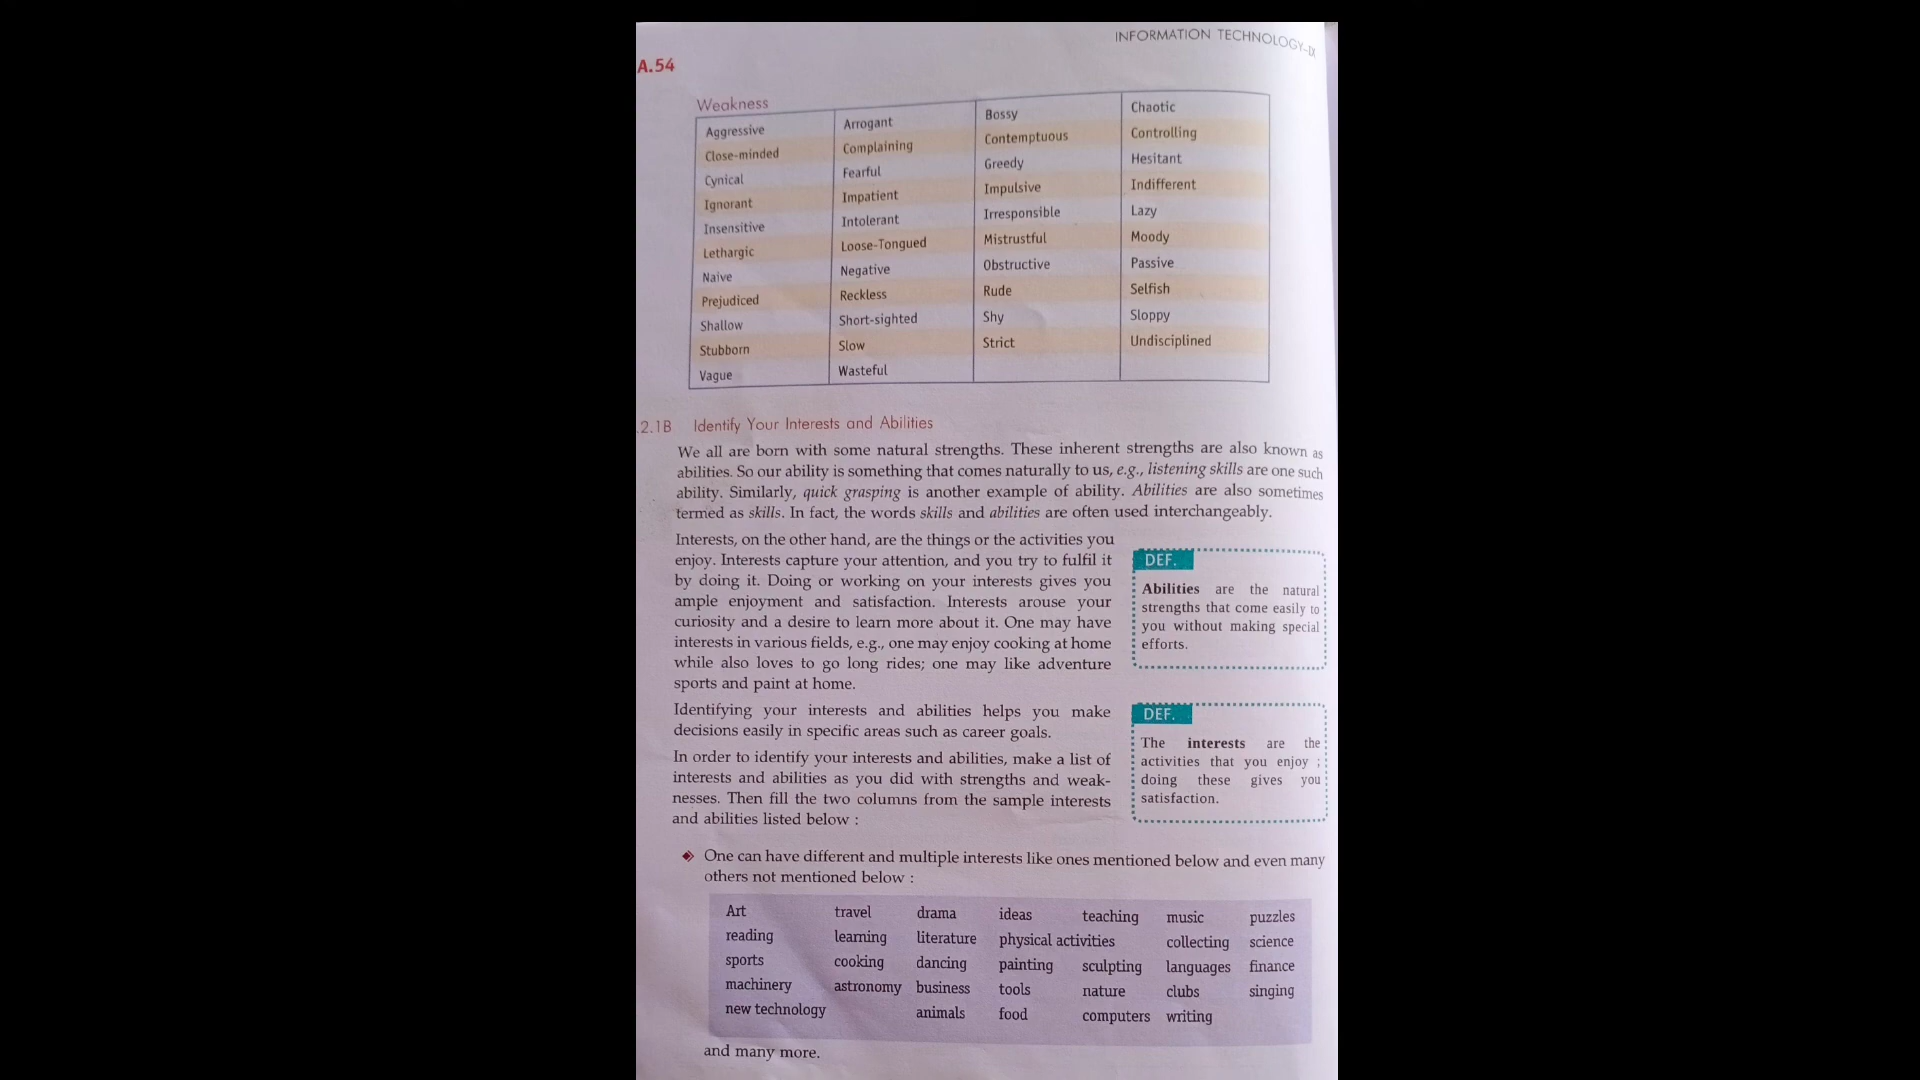 INFORMATION TECHNOLOGY–IX
A.54
Weakness
Aggressive Arrogant Bossy Chaotic
Close-minded Complaining Contemptuous Controlling
Cynical Fearful Greedy Hesitant
Ignorant Impatient Impulsive Indifferent
Insensitive Intolerant Irresponsible Lazy
Lethargic Loose-Tongued Mistrustful Moody
Naive Negative Obstructive Passive
Prejudiced Reckless Rude Selfish
Shallow Short-sighted Shy Sloppy
Stubborn Slow Strict Undisciplined
Vague Wasteful
.2.1B Identify Your Interests and Abilities
We all are born with some natural strengths. These inherent strengths are also known as
abilities. So our ability is something that comes naturally to us, e.g., listening skills are one such
ability. Similarly, quick grasping is another example of ability. Abilities are also sometimes
termed as skills. In fact, the words skills and abilities are often used interchangeably.
Interests, on the other hand, are the things or the activities you
enjoy. Interests capture your attention, and you try to fulfil it
by doing it. Doing or working on your interests gives you
ample enjoyment and satisfaction. Interests arouse your
curiosity and a desire to learn more about it. One may have
interests in various fields, e.g., one may enjoy cooking at home
while also loves to go long rides; one may like adventure
sports and paint at home.
DEF.
Abilities are the natural
strengths that come easily to
you without making special
efforts.
Identifying your interests and abilities helps you make
decisions easily in specific areas such as career goals.
In order to identify your interests and abilities, make a list of
interests and abilities as you did with strengths and weak-
nesses. Then fill the two columns from the sample interests
and abilities listed below :
DEF.
The interests are the
activities that you enjoy ;
doing these gives you
satisfaction.
One can have different and multiple interests like ones mentioned below and even many
others not mentioned below :
Art travel drama ideas teaching music puzzles
reading learning literature physical activities collecting science
sports cooking dancing painting sculpting languages finance
machinery astronomy business tools nature clubs singing
new technology animals food computers writing
and many more.